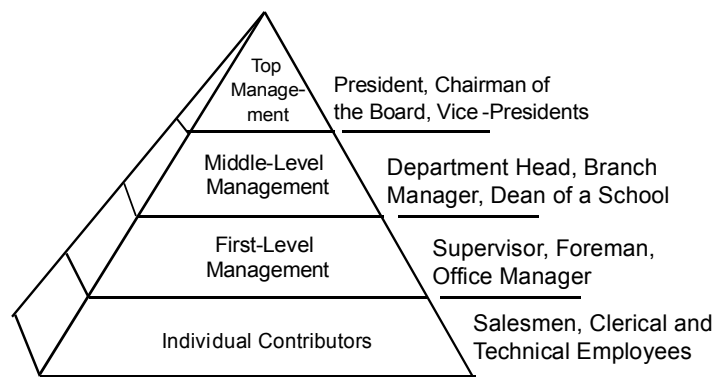 Top
Manage-
ment
President, Chairman of
the Board, Vice-Presidents
Middle-Level
Management
Department Head, Branch
Manager, Dean of a School
First-Level
Management
Supervisor, Foreman,
Office Manager
Individual Contributors
Salesmen, Clerical and
Technical Employees